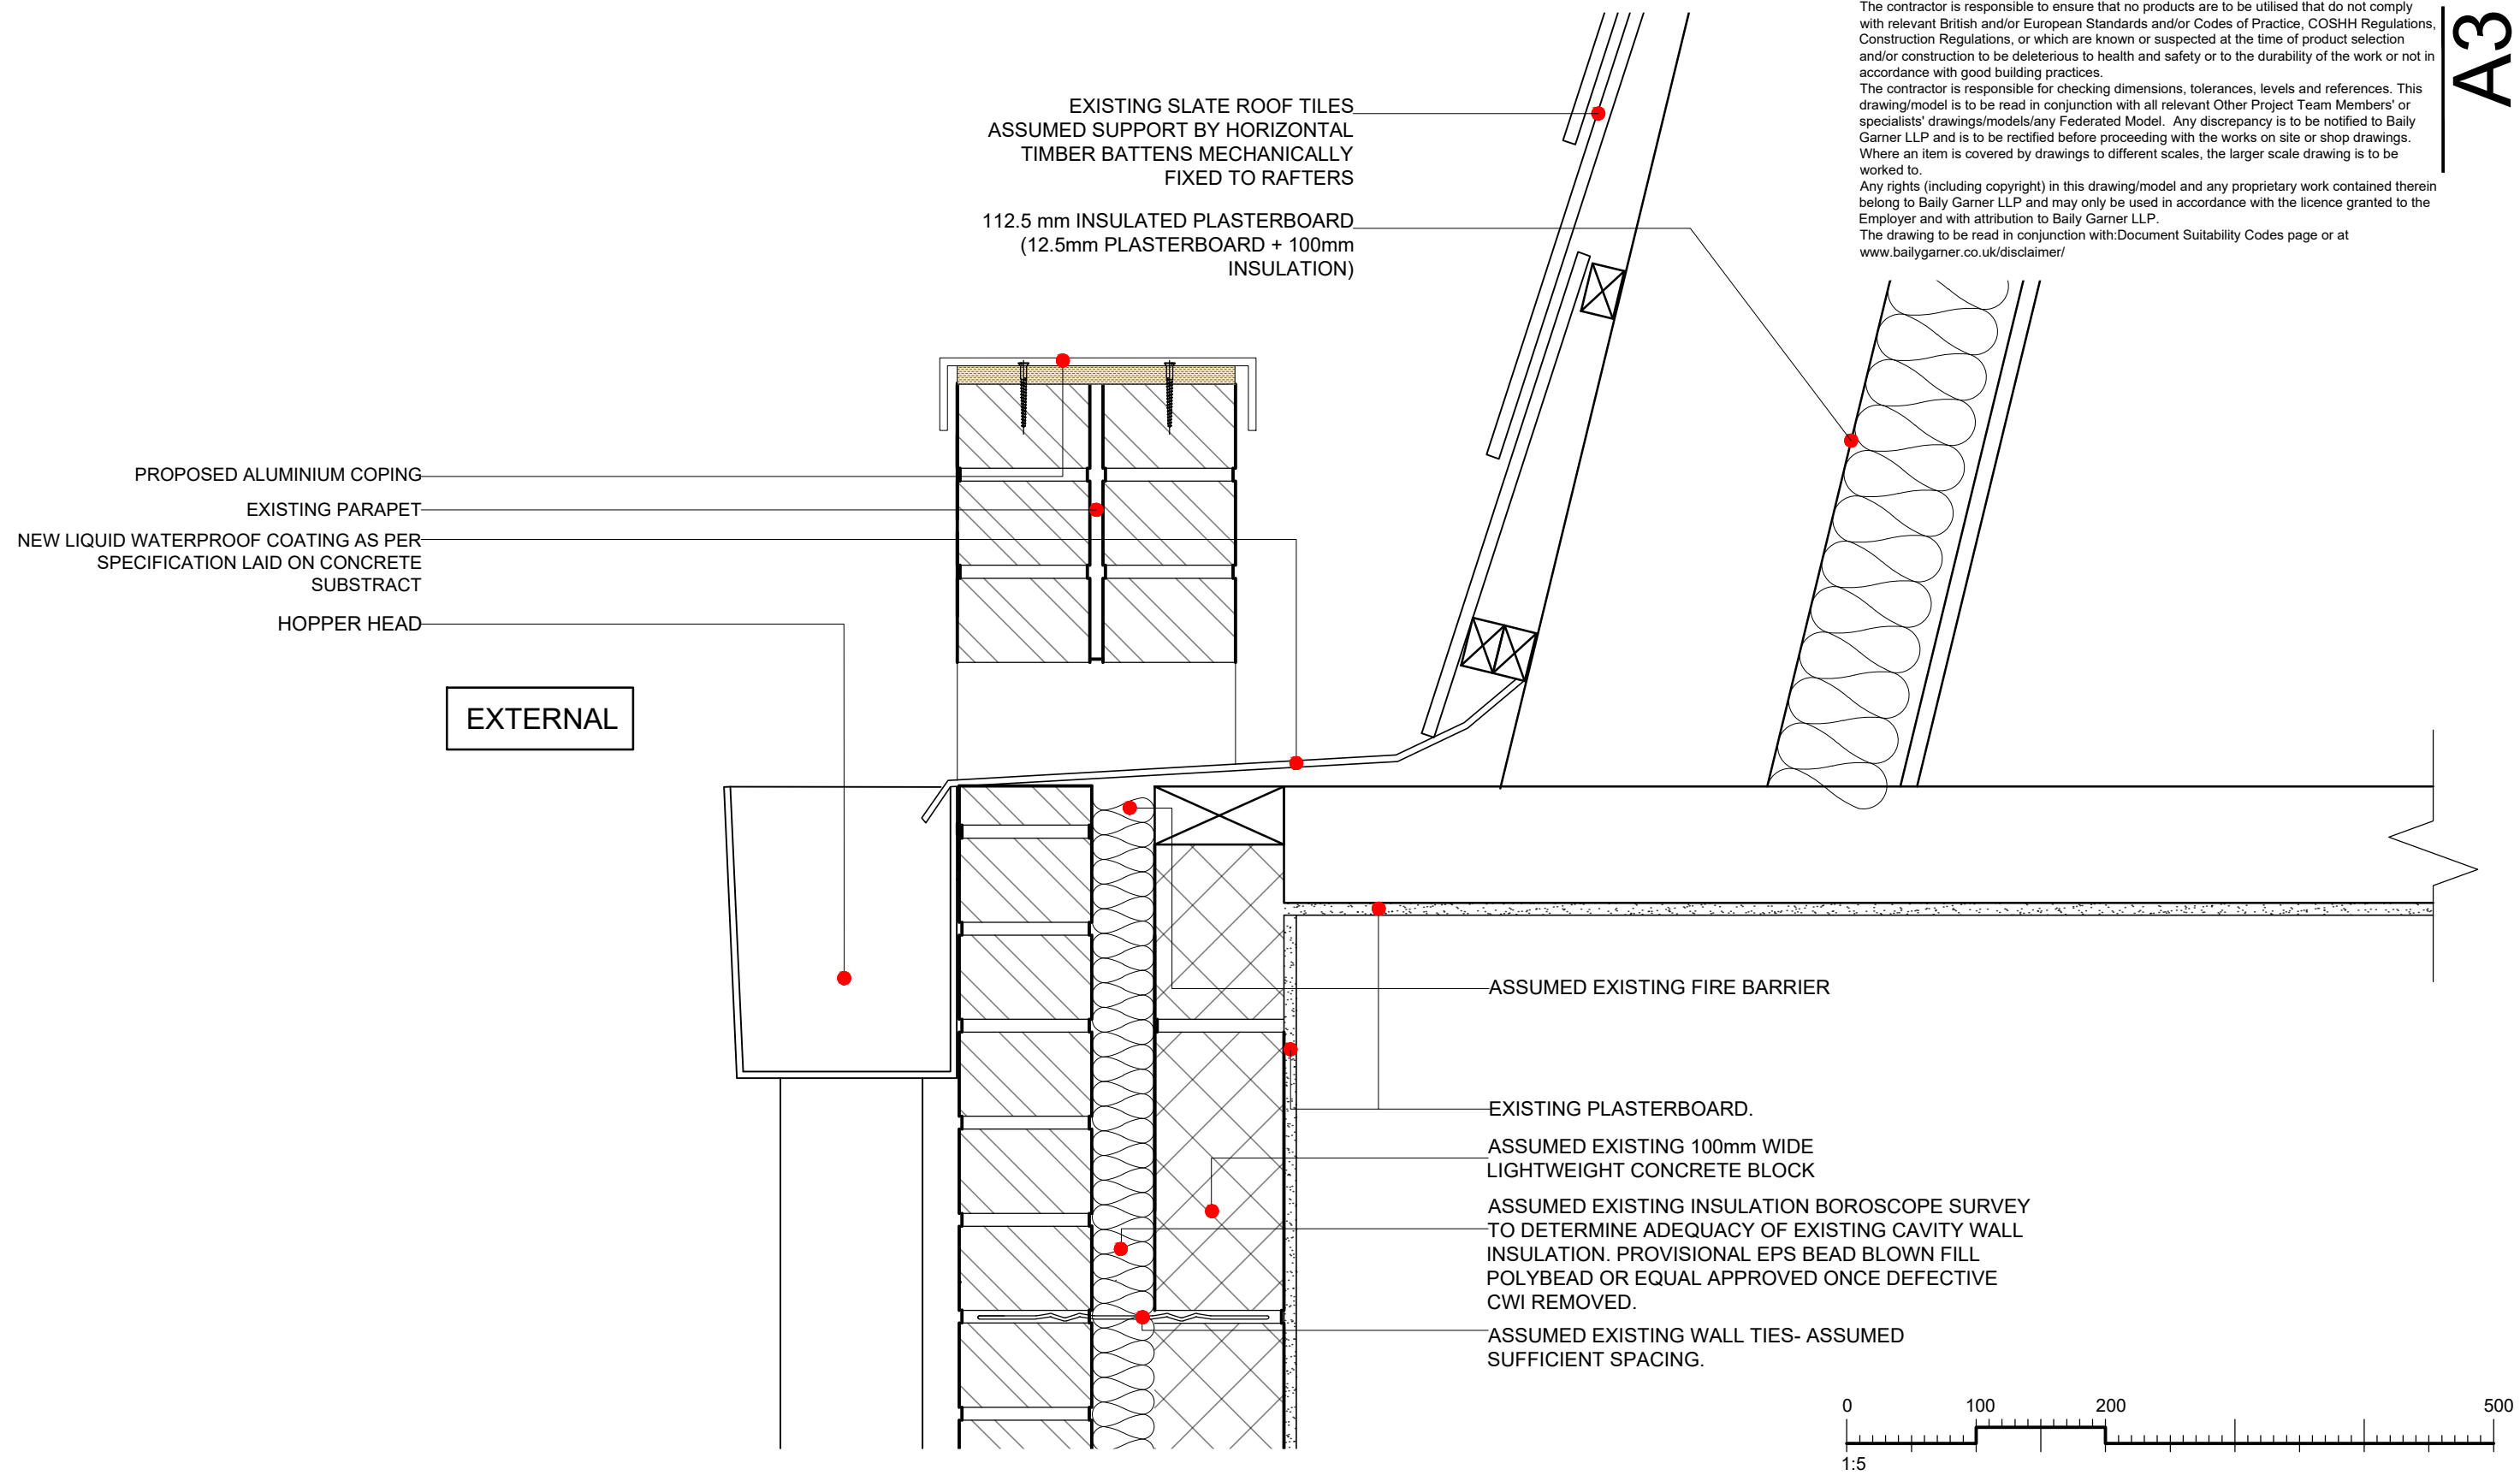 The contractor is responsible to ensure that no products are to be utilised that do not comply
with relevant British and/or European Standards and/or Codes of Practice, COSHH Regulations,
Construction Regulations, or which are known or suspected at the time of product selection
and/or construction to be deleterious to health and safety or to the durability of the work or not in
accordance with good building practices.
The contractor is responsible for checking dimensions, tolerances, levels and references. This
drawing/model is to be read in conjunction with all relevant Other Project Team Members' or
specialists' drawings/models/any Federated Model. Any discrepancy is to be notified to Baily
Garner LLP and is to be rectified before proceeding with the works on site or shop drawings.
Where an item is covered by drawings to different scales, the larger scale drawing is to be
worked to.
Any rights (including copyright) in this drawing/model and any proprietary work contained therein
belong to Baily Garner LLP and may only be used in accordance with the licence granted to the
Employer and with attribution to Baily Garner LLP.
The drawing to be read in conjunction with:Document Suitability Codes page or at
www.bailygarner.co.uk/disclaimer/
A3
EXISTING SLATE ROOF TILES
ASSUMED SUPPORT BY HORIZONTAL
TIMBER BATTENS MECHANICALLY
FIXED TO RAFTERS
112.5 mm INSULATED PLASTERBOARD
(12.5mm PLASTERBOARD + 100mm
INSULATION)
PROPOSED ALUMINIUM COPING
EXISTING PARAPET
NEW LIQUID WATERPROOF COATING AS PER
SPECIFICATION LAID ON CONCRETE
SUBSTRACT
HOPPER HEAD
EXTERNAL
ASSUMED EXISTING FIRE BARRIER
EXISTING PLASTERBOARD.
ASSUMED EXISTING 100mm WIDE
LIGHTWEIGHT CONCRETE BLOCK
ASSUMED EXISTING INSULATION BOROSCOPE SURVEY
TO DETERMINE ADEQUACY OF EXISTING CAVITY WALL
INSULATION. PROVISIONAL EPS BEAD BLOWN FILL
POLYBEAD OR EQUAL APPROVED ONCE DEFECTIVE
CWI REMOVED.
ASSUMED EXISTING WALL TIES- ASSUMED
SUFFICIENT SPACING.
0 100 200 500
1:5